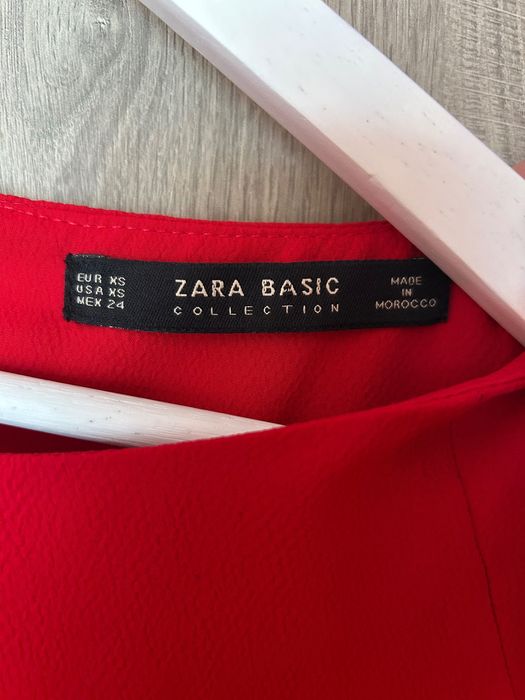 EUR XS
USA XS
MEX 24
ZARA BASIC
COLLECTION
MADE
IN
MOROCCO